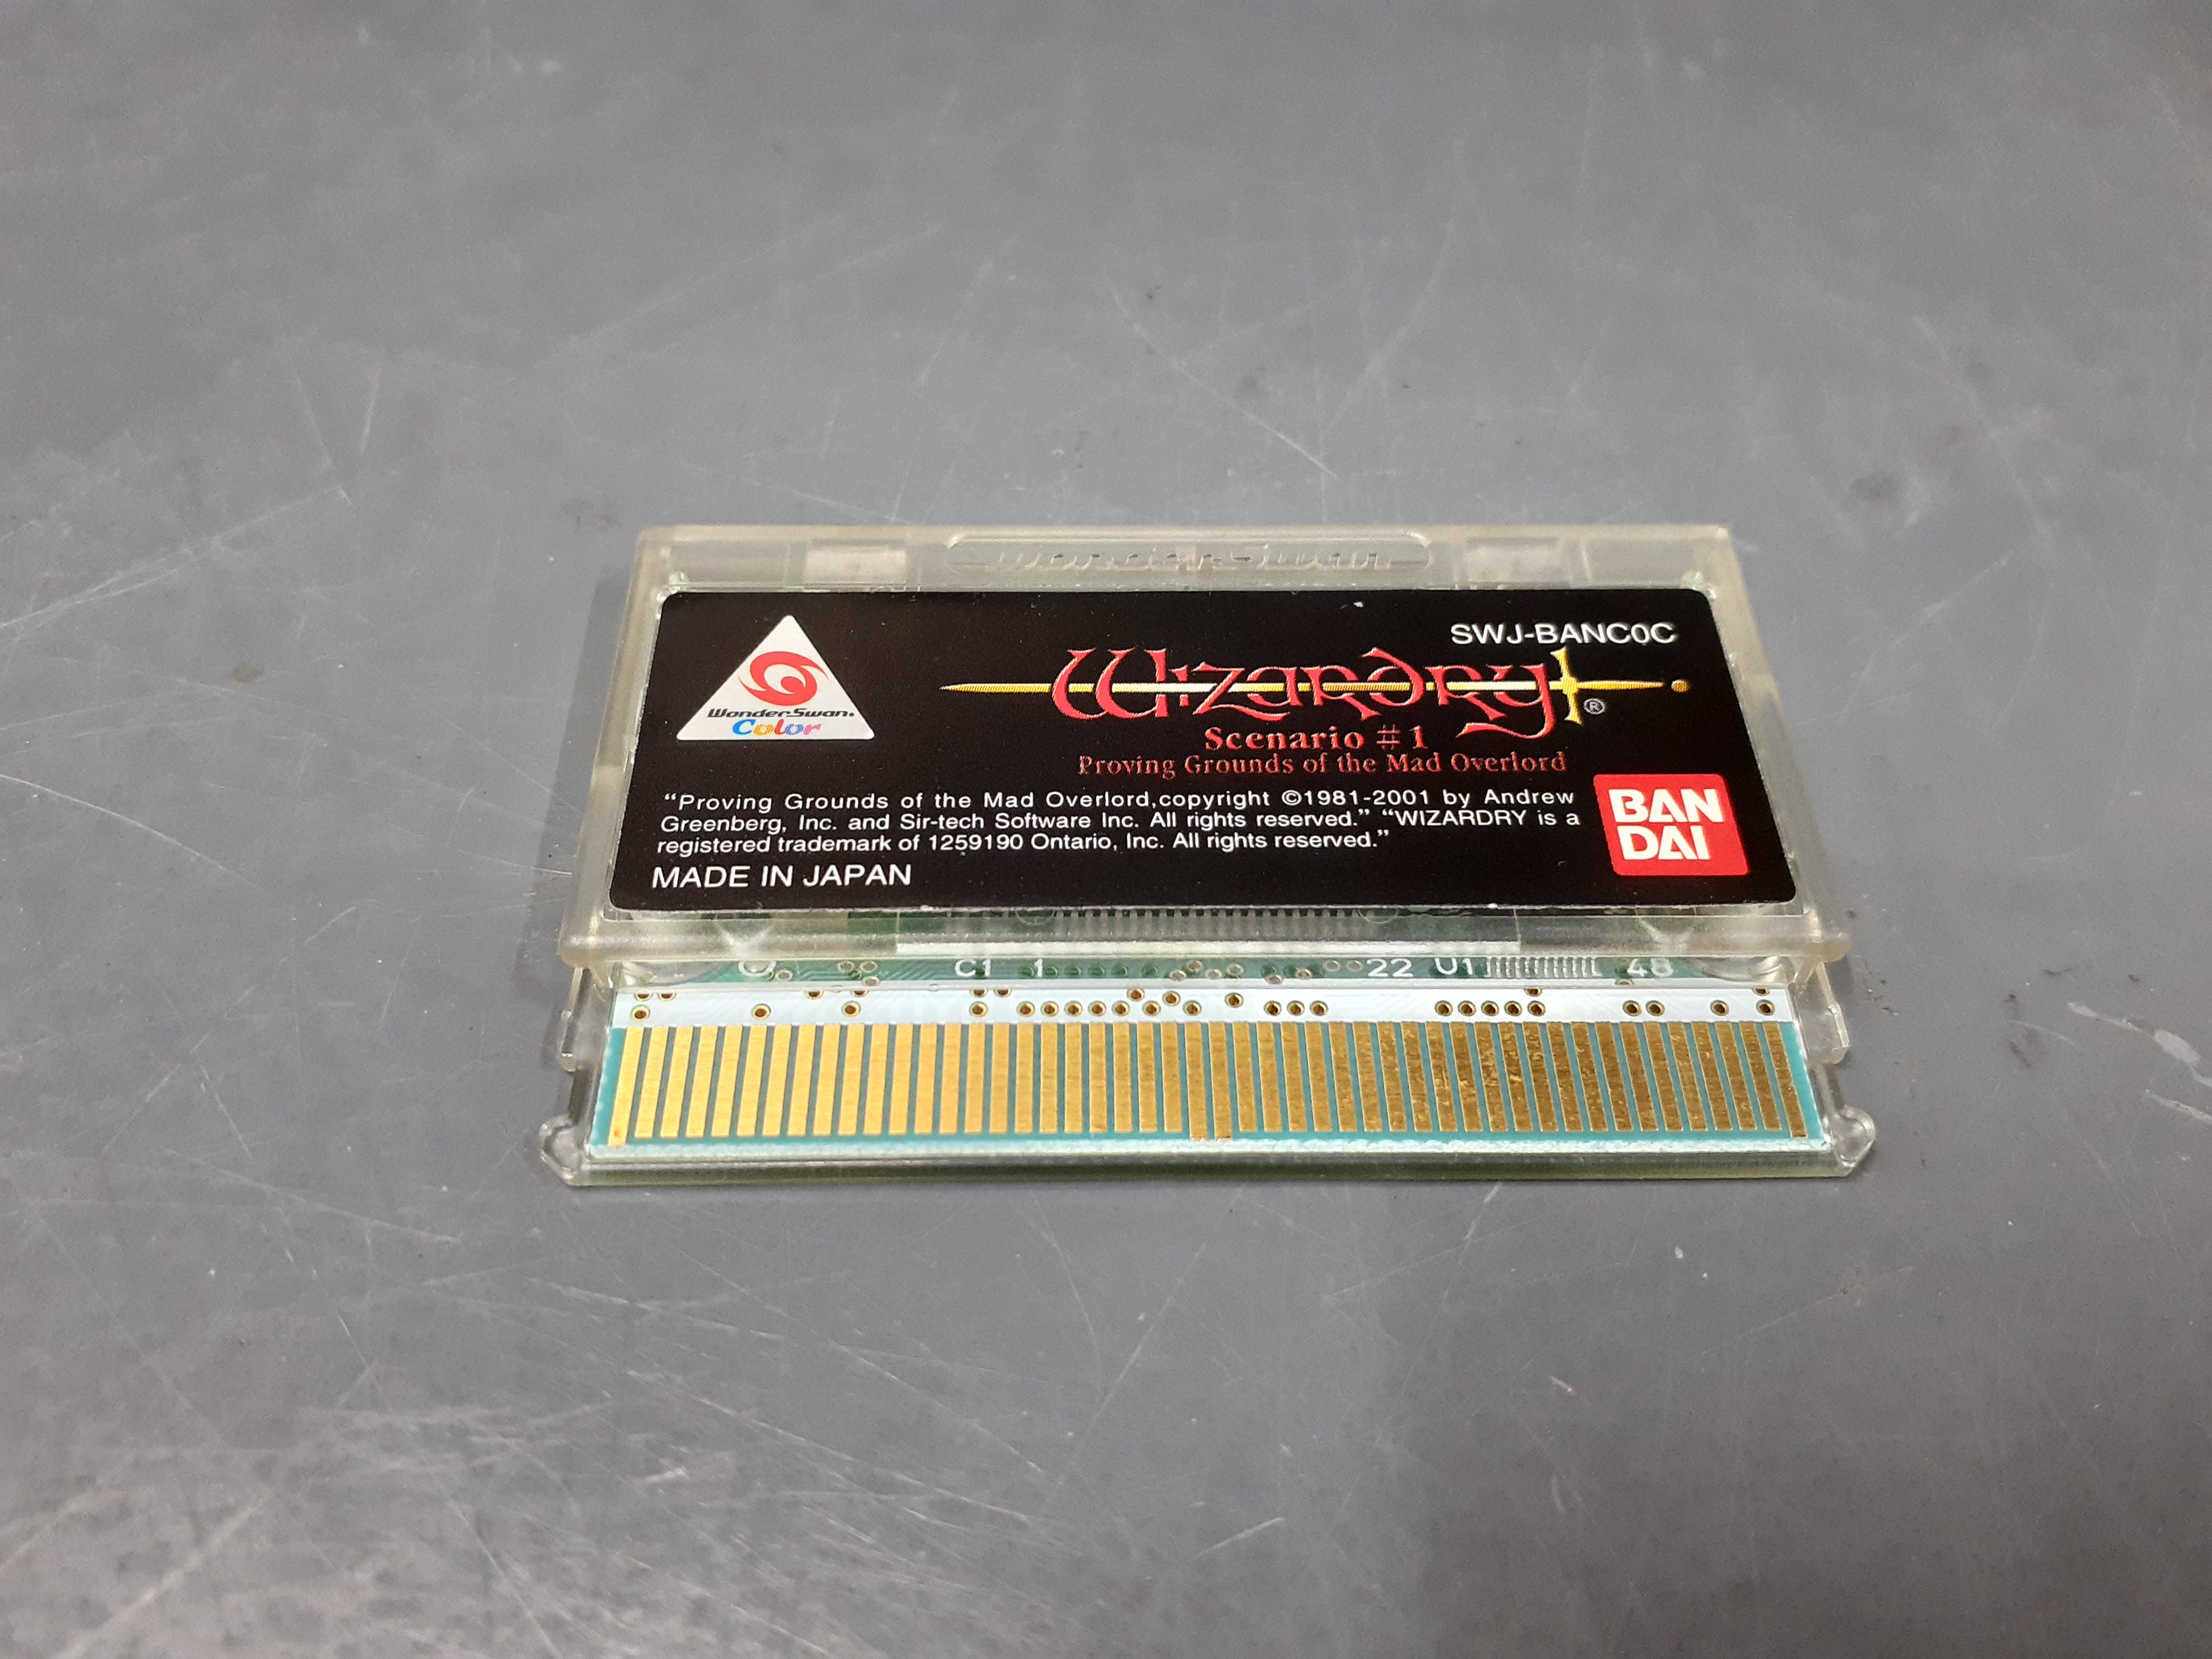 WonderSwan
SWJ-BANC0C
WonderSwan
Color
Wizardry®
Scenario #1
Proving Grounds of the Mad Overlord
BAN
DAI
“Proving Grounds of the Mad Overlord,copyright ©1981-2001 by Andrew
Greenberg, Inc. and Sir-tech Software Inc. All rights reserved.” “WIZARDRY is a
registered trademark of 1259190 Ontario, Inc. All rights reserved.”
MADE IN JAPAN
C1 1 22 U1 48